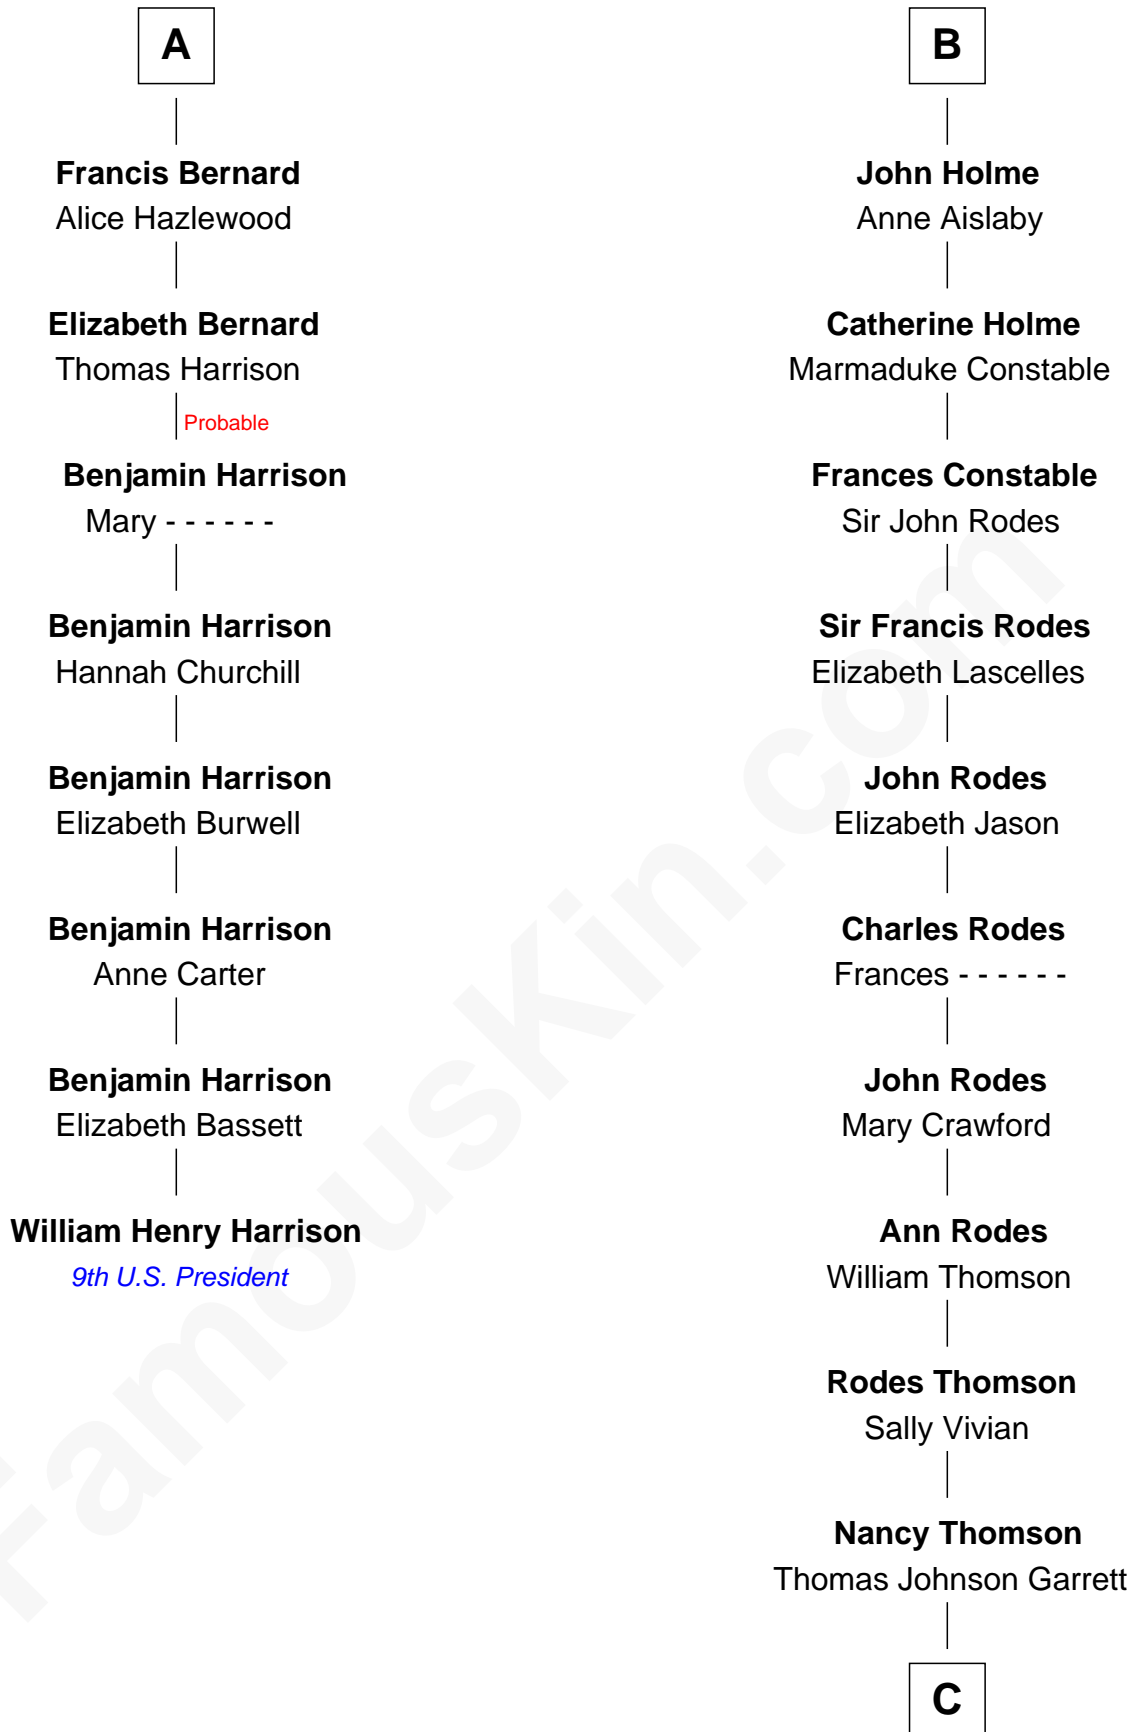 A
Francis Bernard
Alice Hazlewood
Elizabeth Bernard
Thomas Harrison
Probable
Benjamin Harrison
Mary - - - - - -
Benjamin Harrison
Hannah Churchill
Benjamin Harrison
Elizabeth Burwell
Benjamin Harrison
Anne Carter
Benjamin Harrison
Elizabeth Bassett
William Henry Harrison
9th U.S. President
B
John Holme
Anne Aislaby
Catherine Holme
Marmaduke Constable
Frances Constable
Sir John Rodes
Sir Francis Rodes
Elizabeth Lascelles
John Rodes
Elizabeth Jason
Charles Rodes
Frances - - - - - -
John Rodes
Mary Crawford
Ann Rodes
William Thomson
Rodes Thomson
Sally Vivian
Nancy Thomson
Thomas Johnson Garrett
C
FamousKin.com